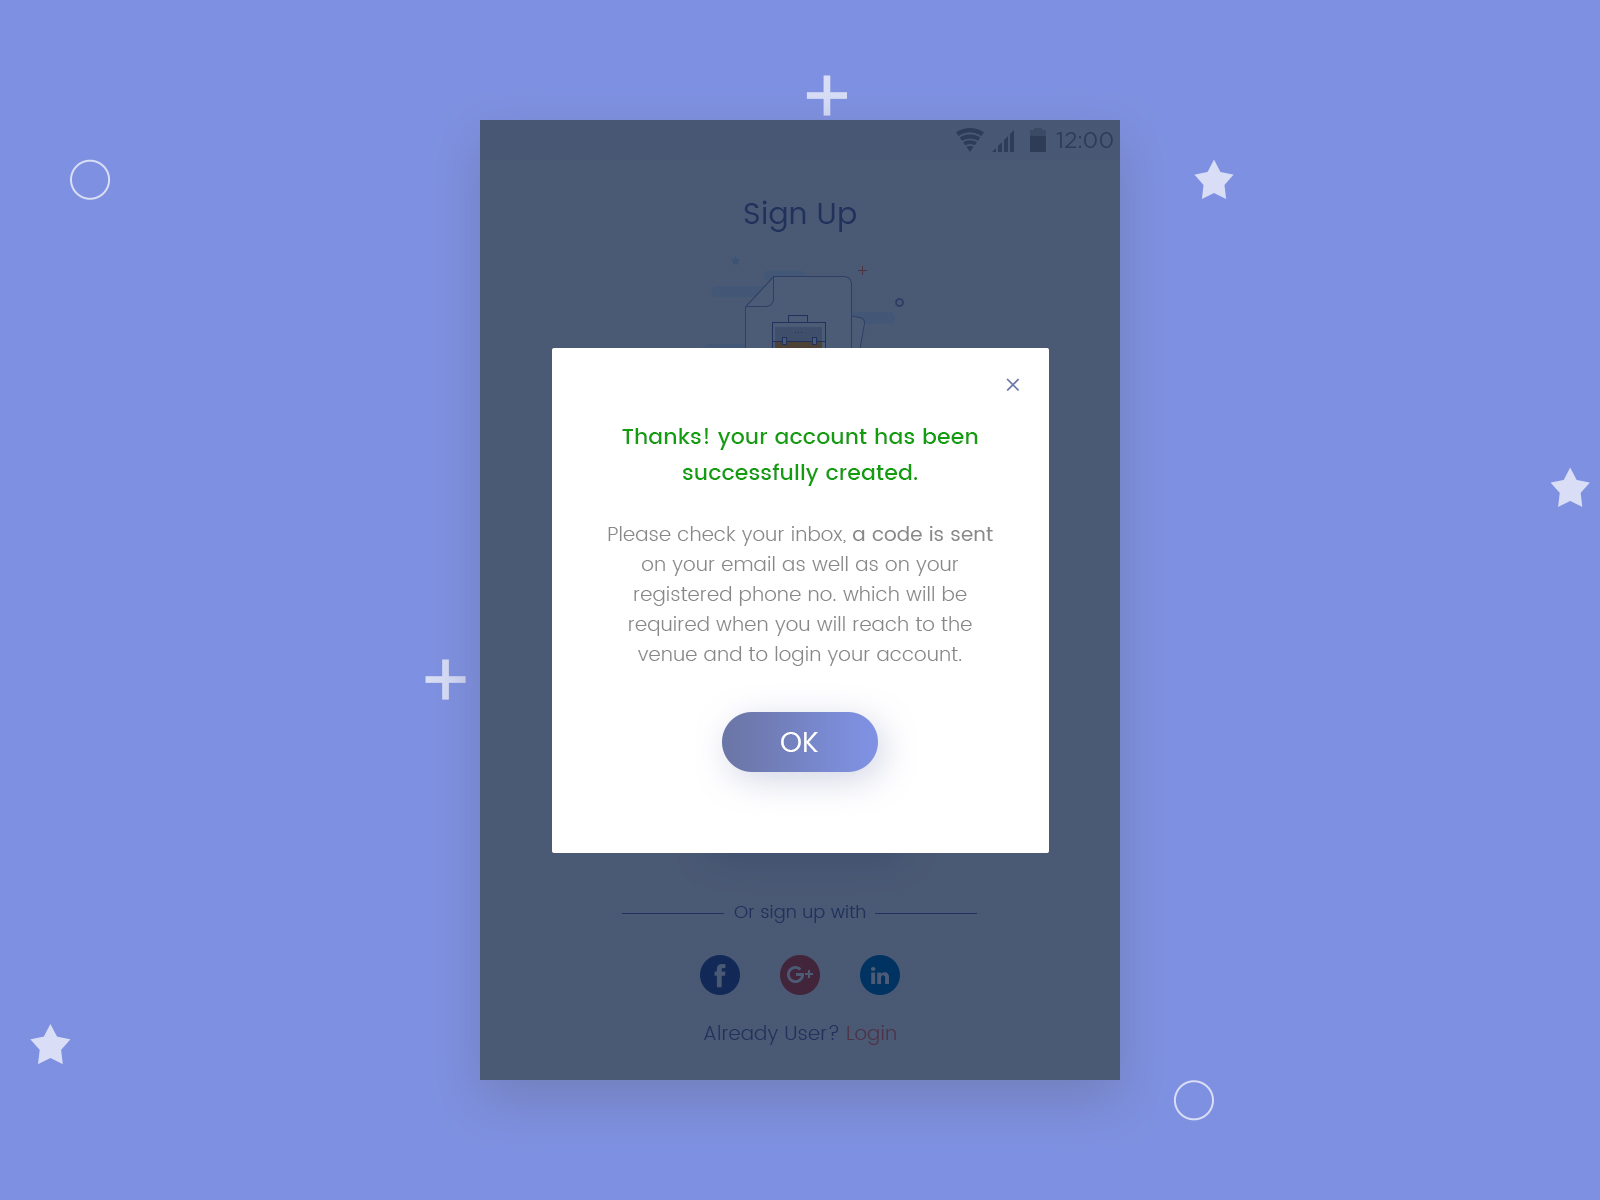 12:00
Sign Up
Thanks! your account has been
successfully created.
Please check your inbox, a code is sent
on your email as well as on your
registered phone no. which will be
required when you will reach to the
venue and to login your account.
OK
Or sign up with
f G+ in
Already User? Login